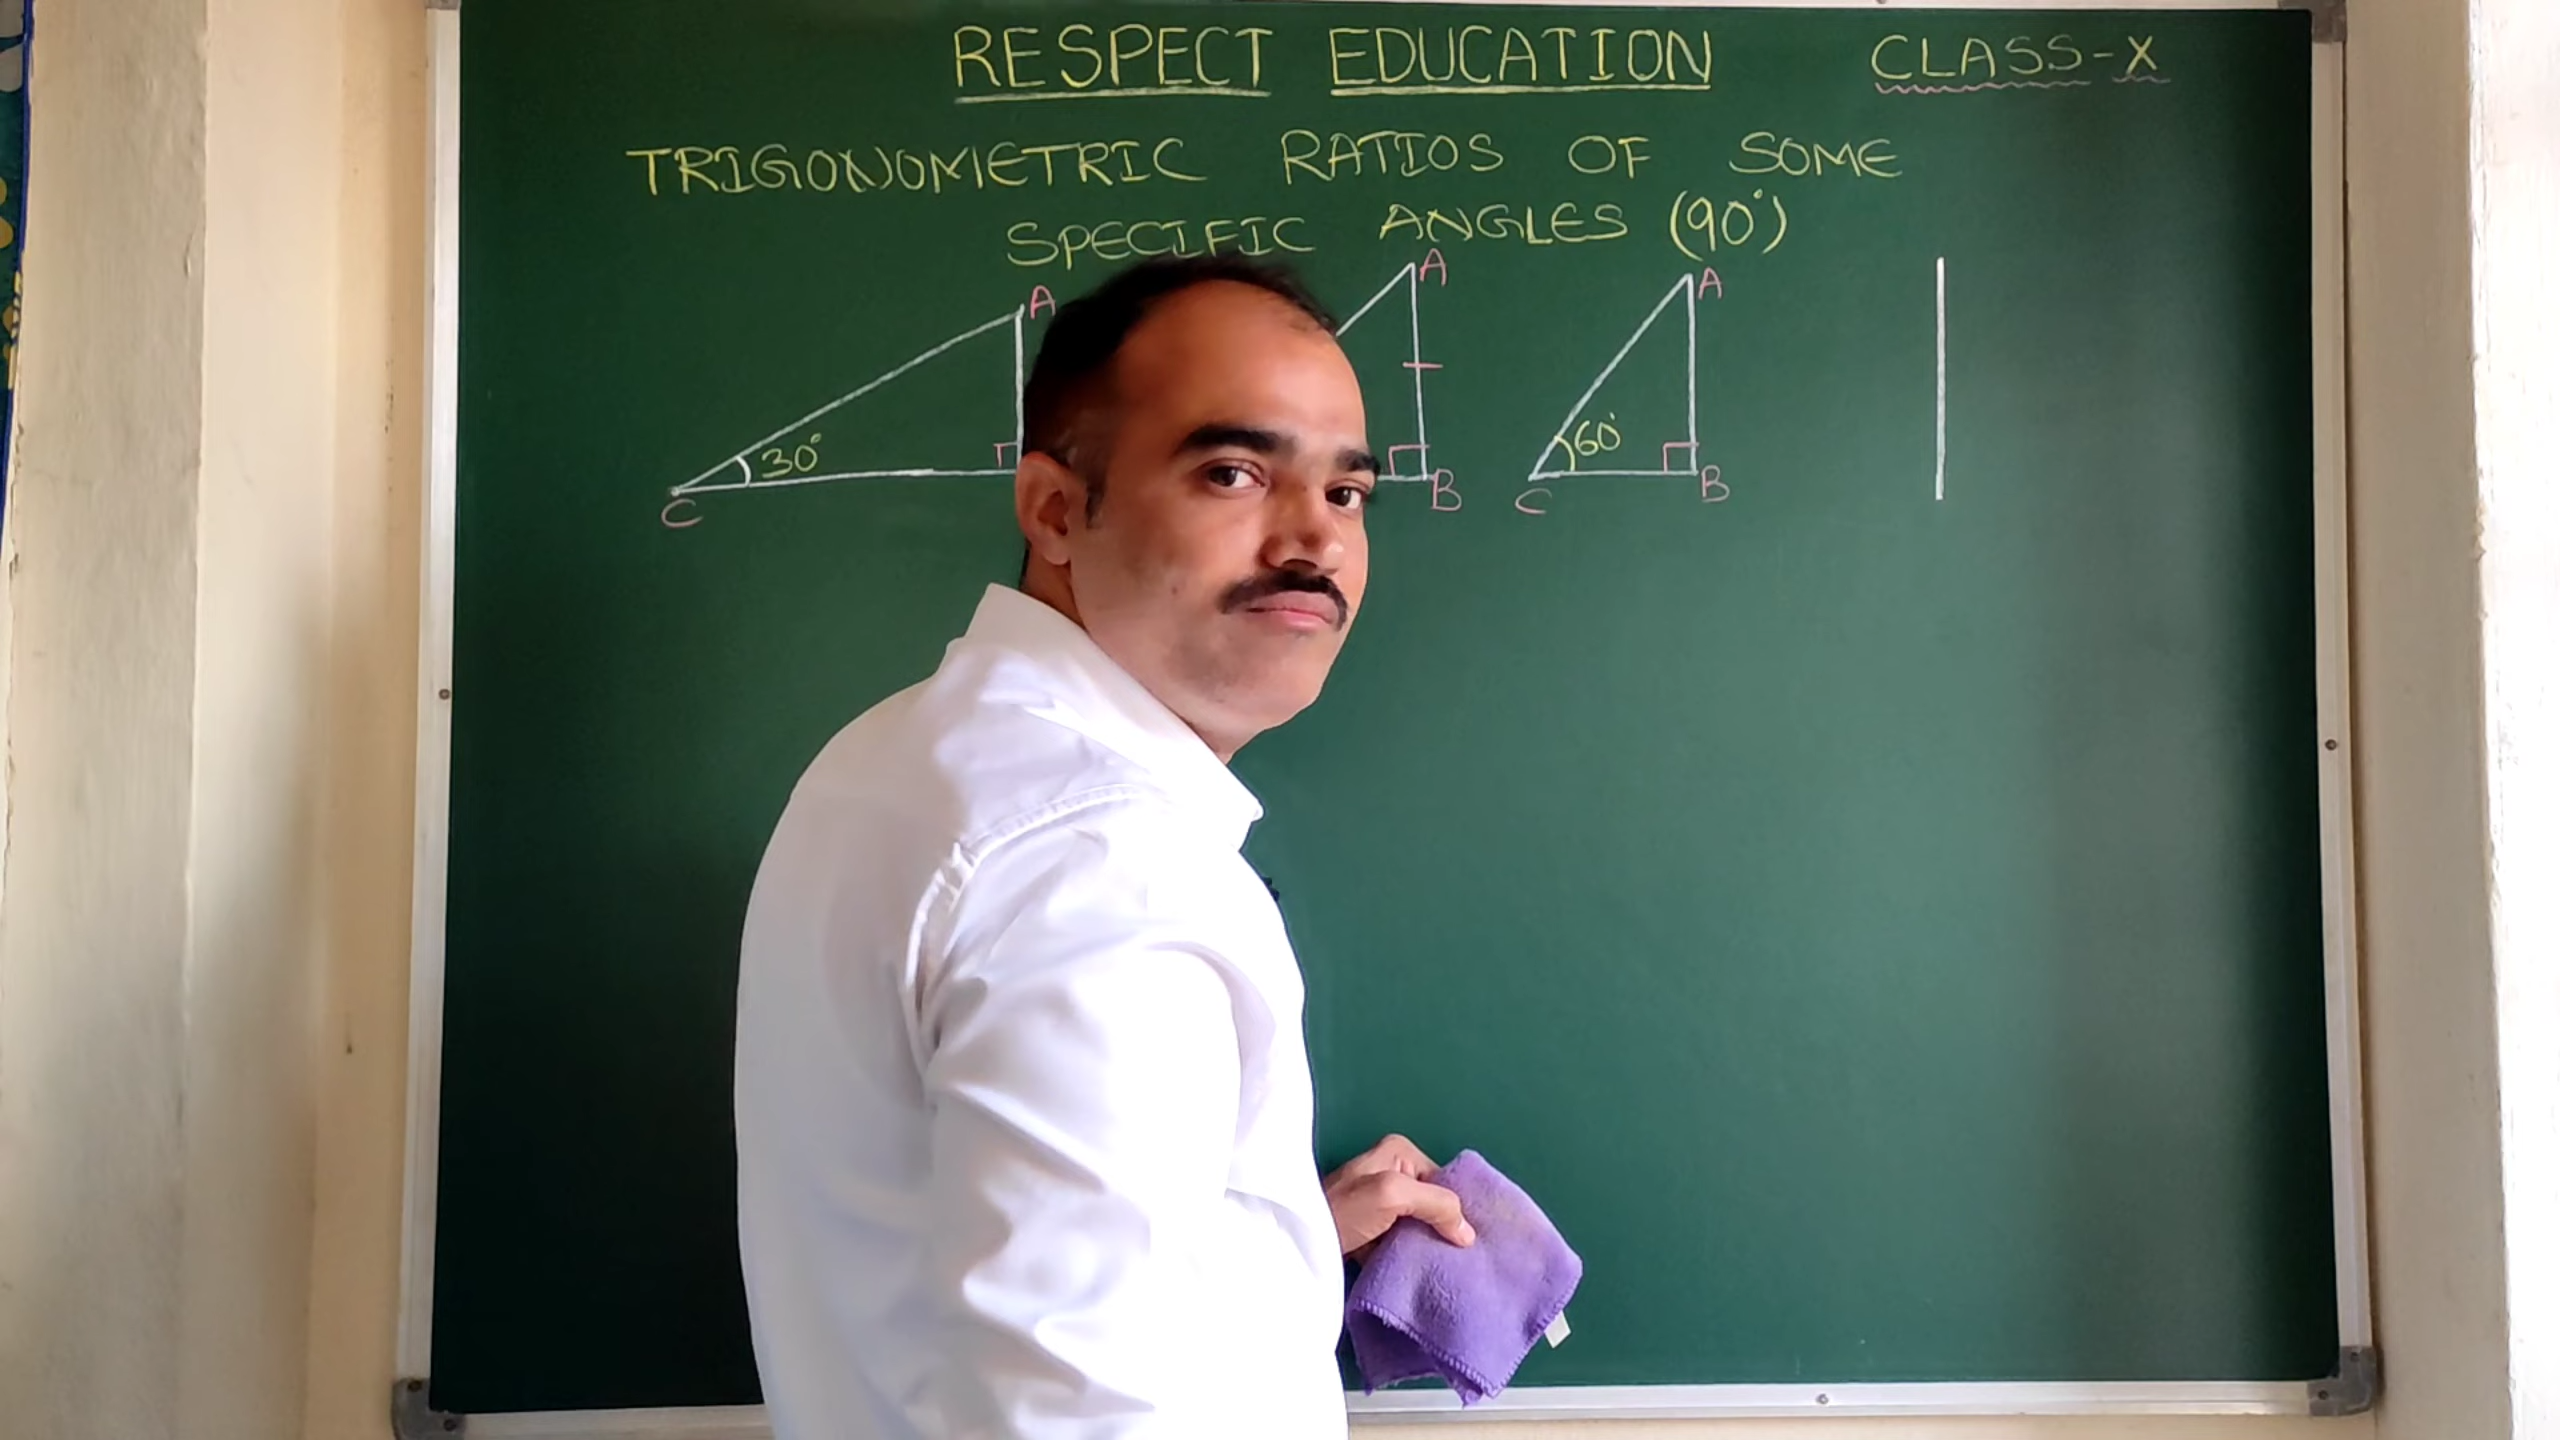 RESPECT EDUCATION CLASS-X
TRIGONOMETRIC RATIOS OF SOME
SPECIFIC ANGLES (90°)
A A A
30° 60°
C B C B